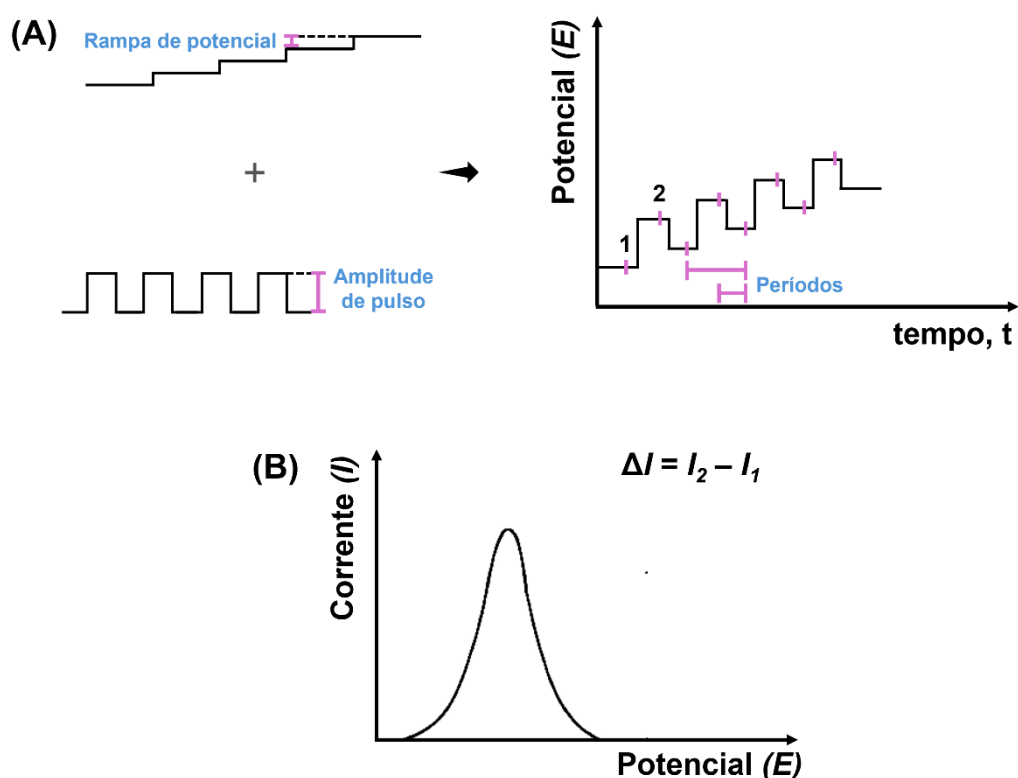 (A)
Rampa de potencial
+
Amplitude
de pulso
Potencial (E)
2
1
Períodos
tempo, t
(B)
ΔI = I₂ – I₁
Corrente (I)
Potencial (E)